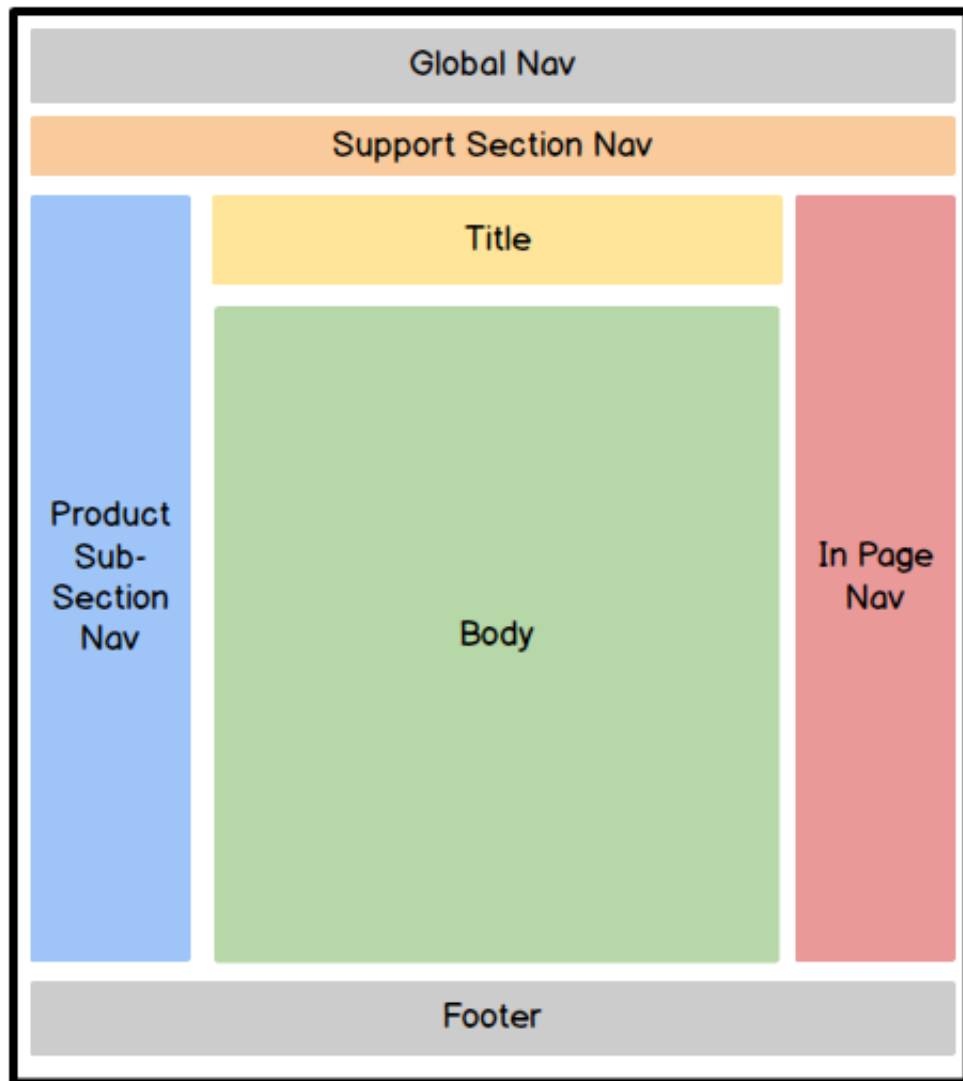 Global Nav
Support Section Nav
Title
Product
Sub-
Section
Nav
Body
In Page
Nav
Footer